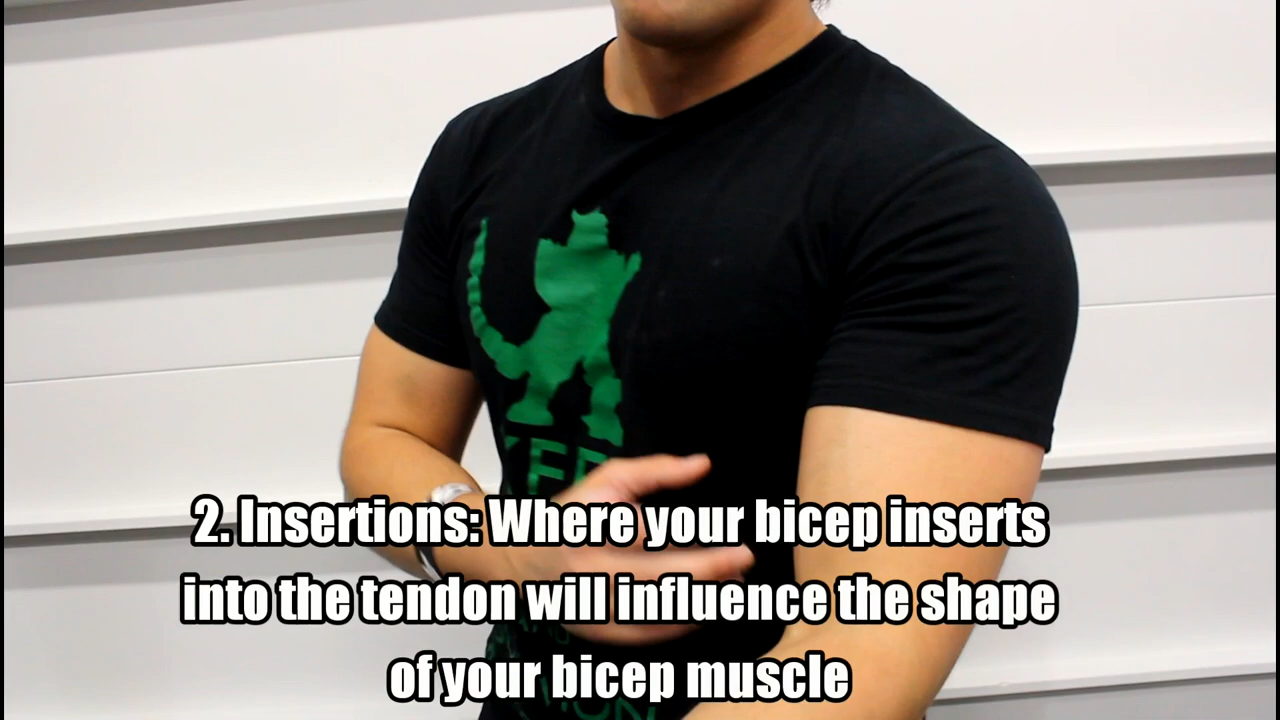 2. Insertions: Where your bicep inserts
into the tendon will influence the shape
of your bicep muscle